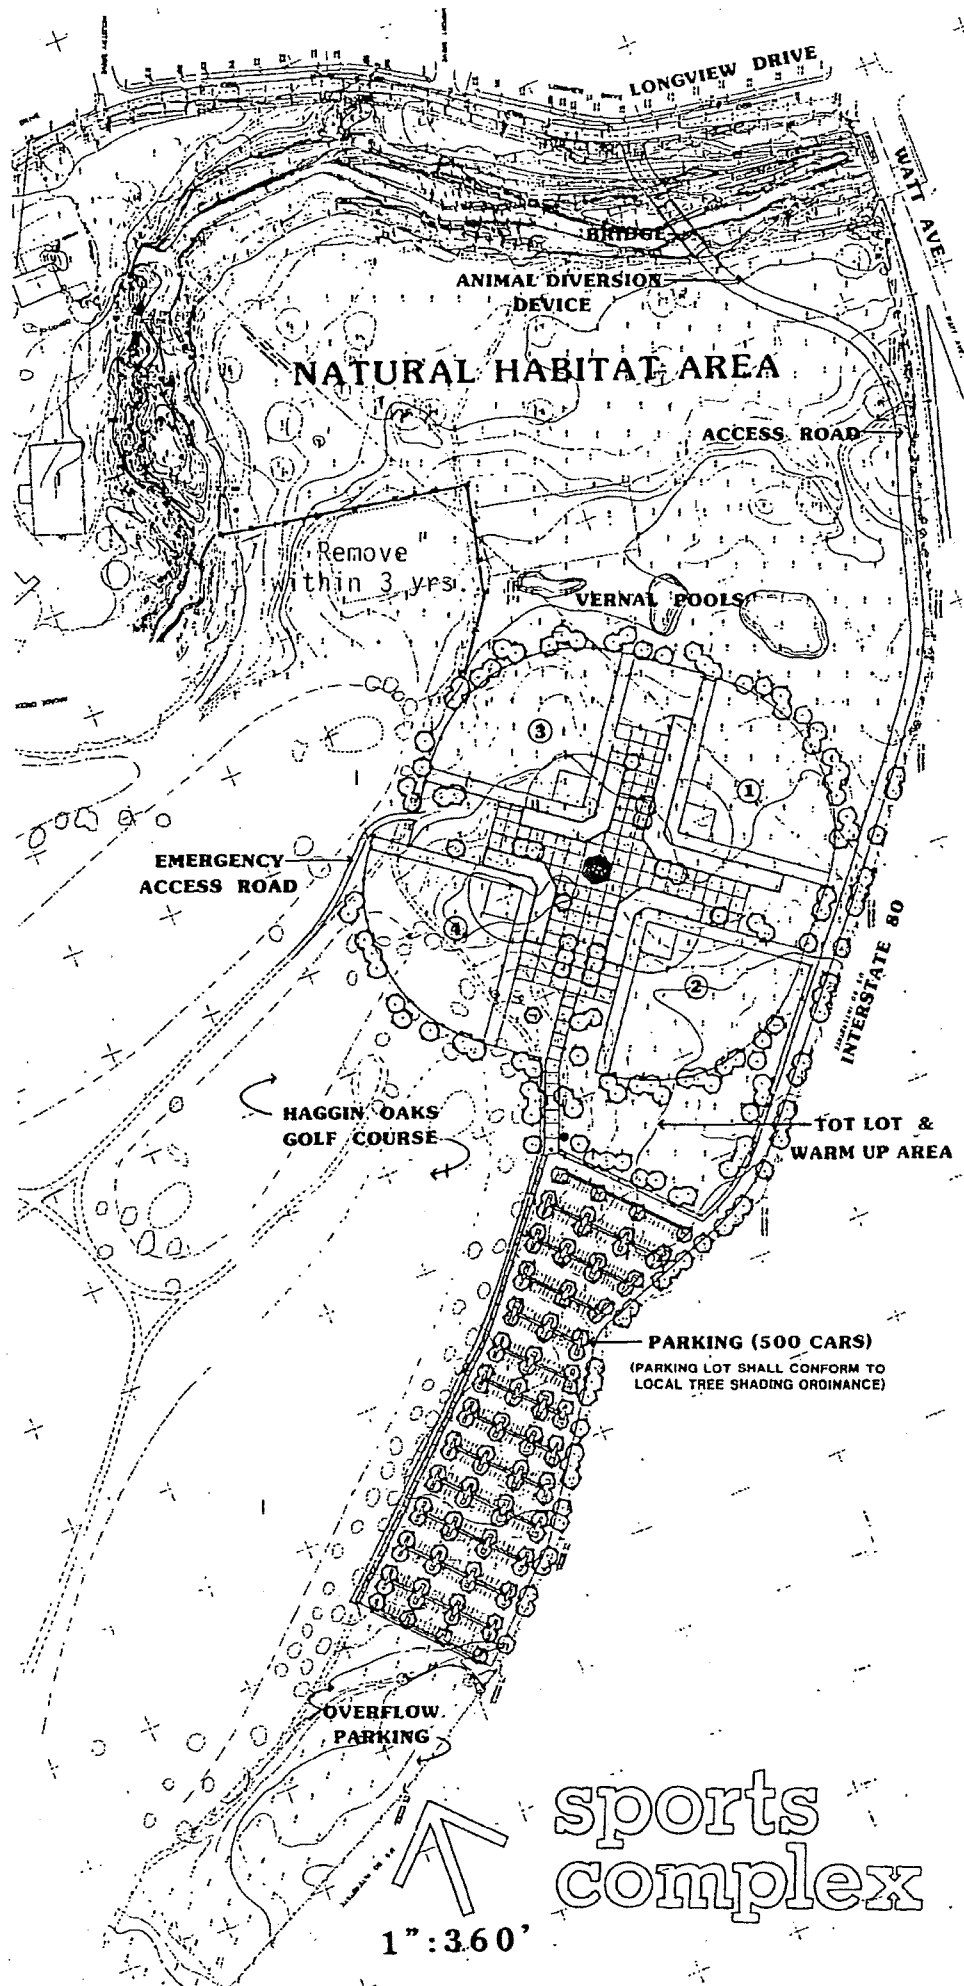 LONGVIEW DRIVE
WATT AVE
BRIDGE
ANIMAL DIVERSION
DEVICE
NATURAL HABITAT AREA
ACCESS ROAD
Remove
within 3 yrs.
VERNAL POOLS
3
1
EMERGENCY
ACCESS ROAD
4
2
INTERSTATE 80
HAGGIN OAKS
GOLF COURSE
TOT LOT &
WARM UP AREA
PARKING (500 CARS)
(PARKING LOT SHALL CONFORM TO
LOCAL TREE SHADING ORDINANCE)
OVERFLOW
PARKING
sports
complex
1":360'